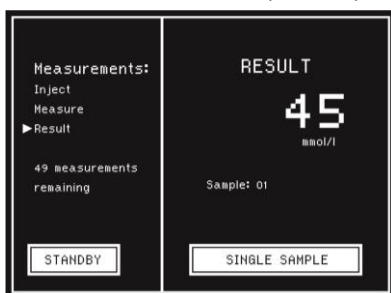 Measurements:
Inject
Measure
▶Result
49 measurements
remaining
STANDBY
RESULT
45
mmol/l
Sample: 01
SINGLE SAMPLE